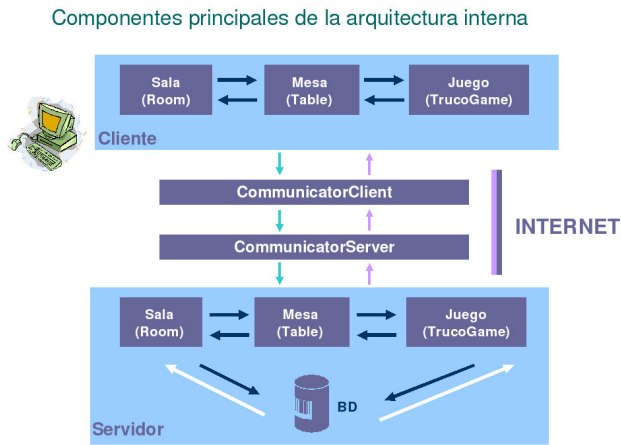 Componentes principales de la arquitectura interna
Sala
(Room)
Mesa
(Table)
Juego
(TrucoGame)
Cliente
CommunicatorClient
INTERNET
CommunicatorServer
Sala
(Room)
Mesa
(Table)
Juego
(TrucoGame)
BD
Servidor